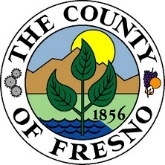 THE COUNTY
1856
OF FRESNO